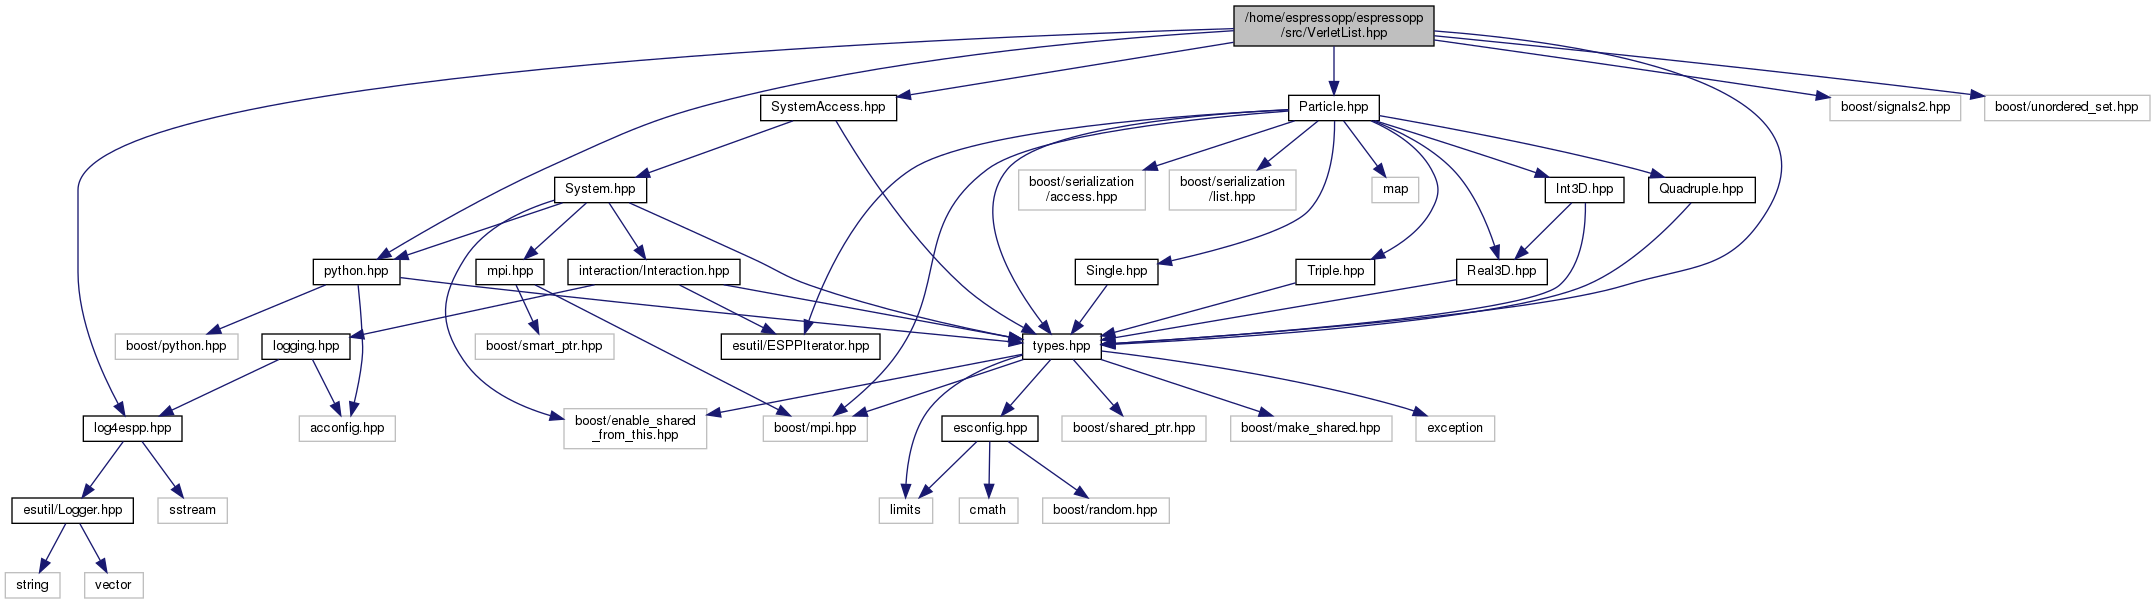 /home/espressopp/espressopp
/src/VerletList.hpp
SystemAccess.hpp
Particle.hpp
boost/signals2.hpp
boost/unordered_set.hpp
System.hpp
boost/serialization
/access.hpp
boost/serialization
/list.hpp
map
Int3D.hpp
Quadruple.hpp
python.hpp
mpi.hpp
interaction/Interaction.hpp
Single.hpp
Triple.hpp
Real3D.hpp
boost/python.hpp
logging.hpp
boost/smart_ptr.hpp
esutil/ESPPIterator.hpp
types.hpp
log4espp.hpp
acconfig.hpp
boost/enable_shared
_from_this.hpp
boost/mpi.hpp
esconfig.hpp
boost/shared_ptr.hpp
boost/make_shared.hpp
exception
esutil/Logger.hpp
sstream
limits
cmath
boost/random.hpp
string
vector